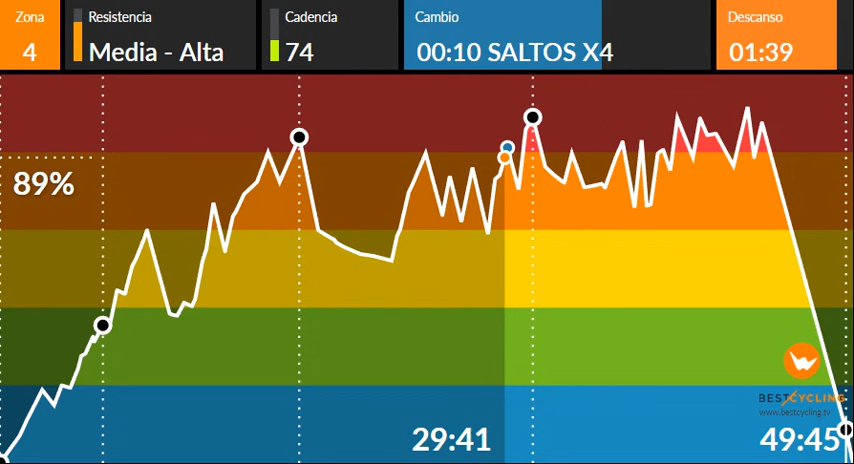 Zona
4
Resistencia
Media - Alta
Cadencia
74
Cambio
00:10 SALTOS X4
Descanso
01:39
89%
BESTCYCLING
www.bestcycling.tv
29:41
49:45